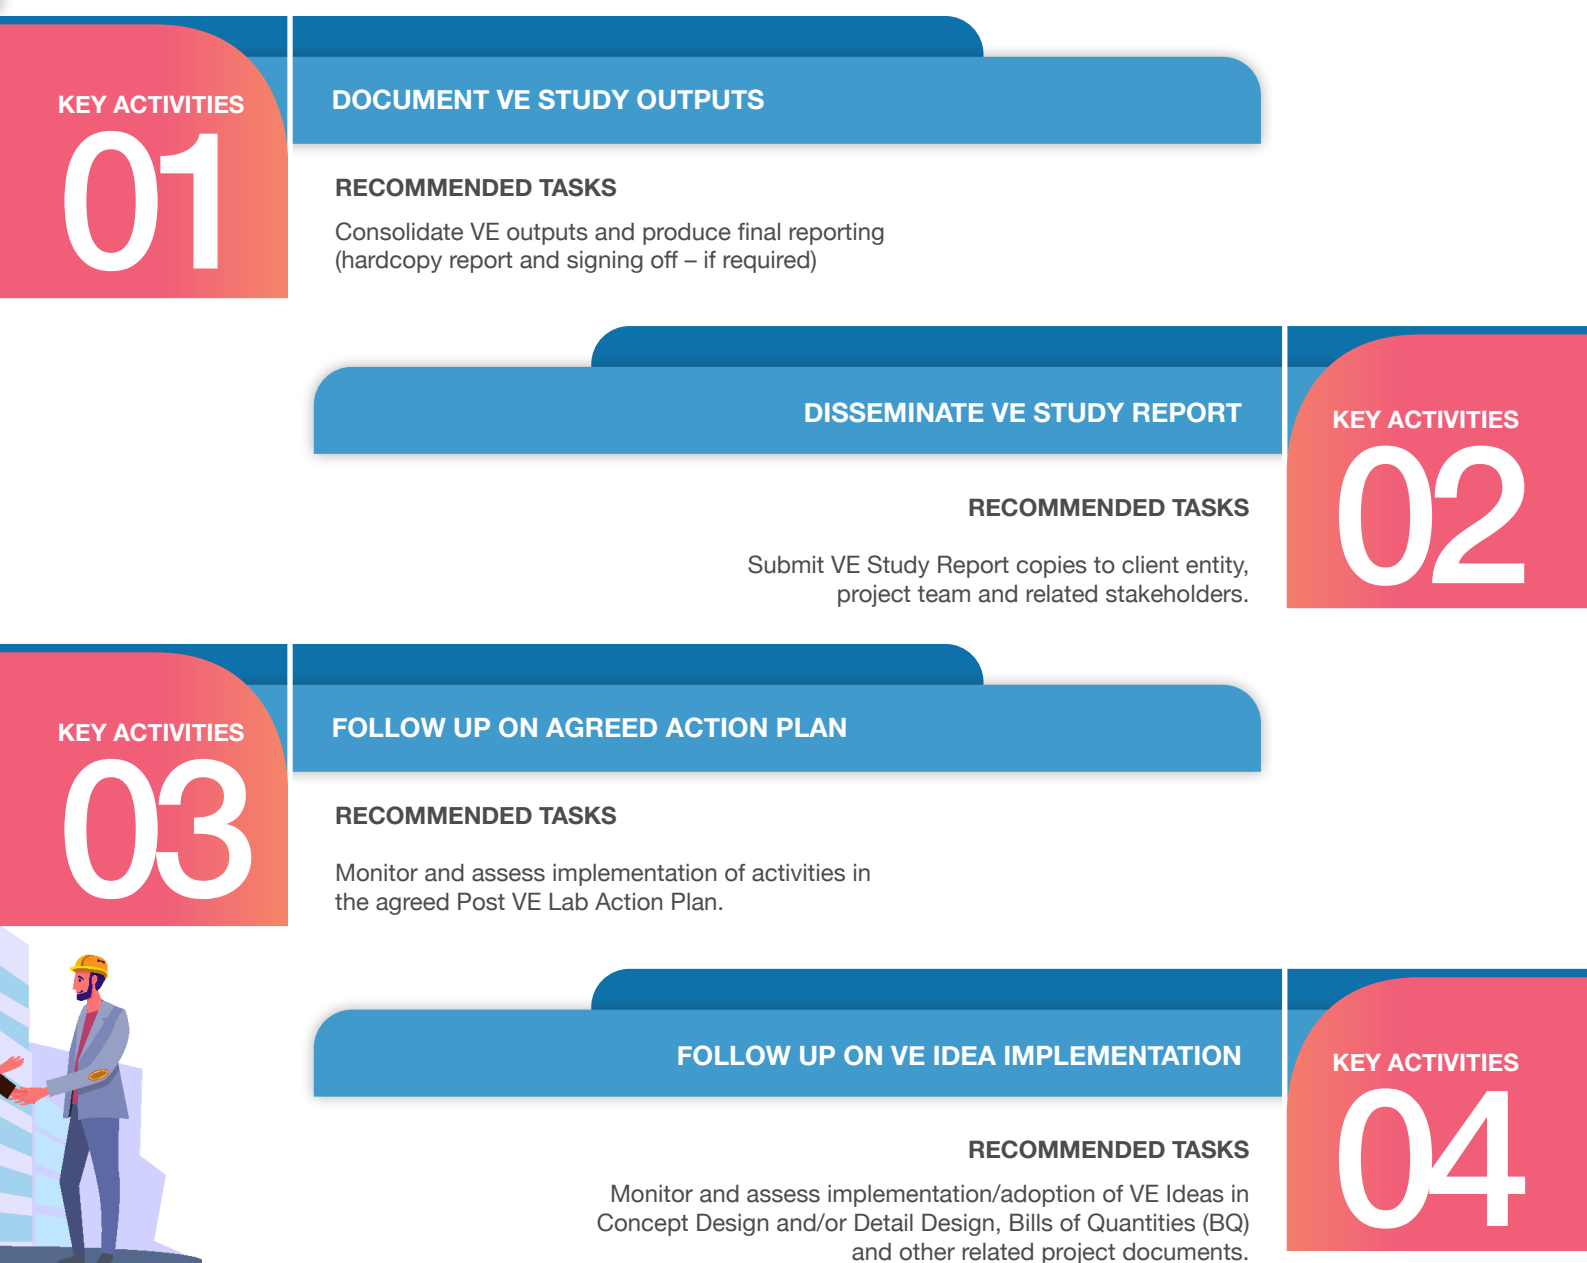 KEY ACTIVITIES
01
DOCUMENT VE STUDY OUTPUTS
RECOMMENDED TASKS
Consolidate VE outputs and produce final reporting
(hardcopy report and signing off – if required)
DISSEMINATE VE STUDY REPORT
KEY ACTIVITIES
02
RECOMMENDED TASKS
Submit VE Study Report copies to client entity,
project team and related stakeholders.
KEY ACTIVITIES
03
FOLLOW UP ON AGREED ACTION PLAN
RECOMMENDED TASKS
Monitor and assess implementation of activities in
the agreed Post VE Lab Action Plan.
FOLLOW UP ON VE IDEA IMPLEMENTATION
KEY ACTIVITIES
04
RECOMMENDED TASKS
Monitor and assess implementation/adoption of VE Ideas in
Concept Design and/or Detail Design, Bills of Quantities (BQ)
and other related project documents.